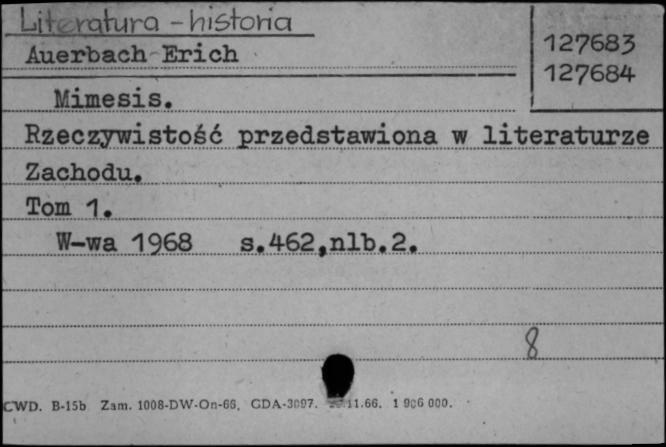 Literatura - historia
127683
127684
Auerbach Erich
Mimesis.
Rzeczywistość przedstawiona w literaturze
Zachodu.
Tom 1.
W-wa 1968 s.462,nlb.2.
8
CWD. B-15b Zam. 1008-DW-On-66, GDA-3097. 11.66. 1 906 000.